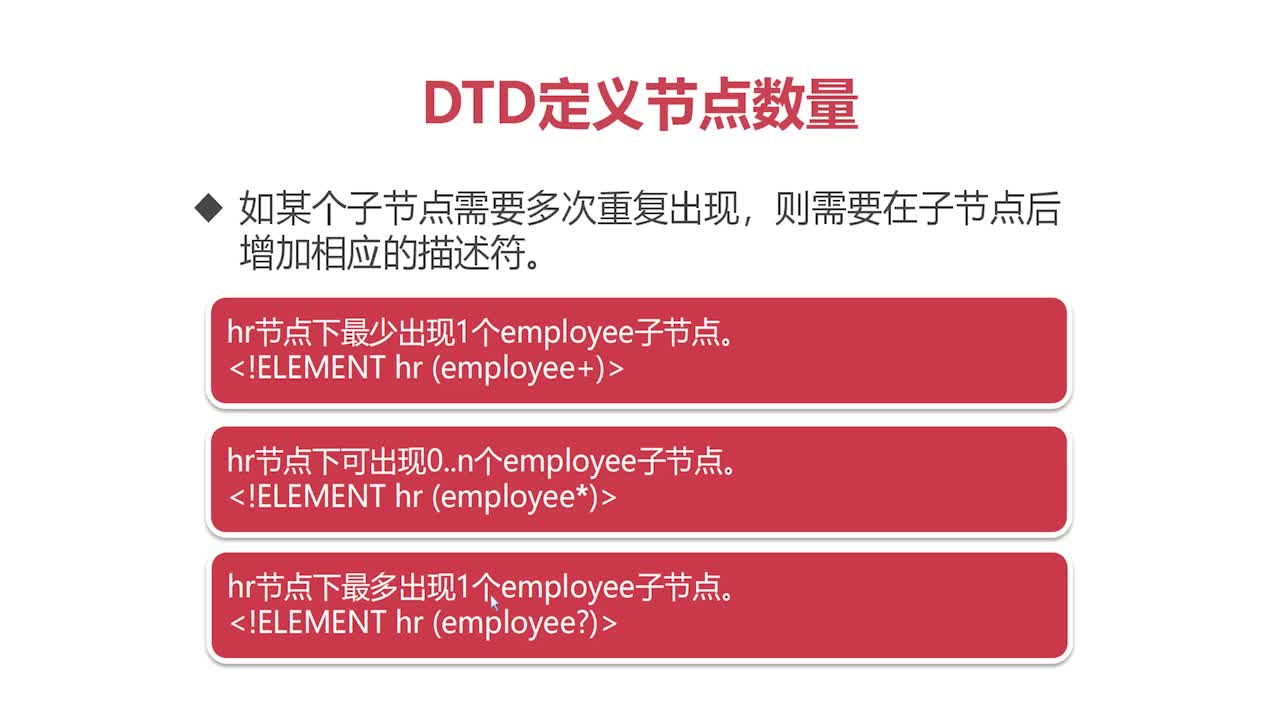 DTD定义节点数量
如某个子节点需要多次重复出现，则需要在子节点后
增加相应的描述符。
hr节点下最少出现1个employee子节点。
<!ELEMENT hr (employee+)>
hr节点下可出现0..n个employee子节点。
<!ELEMENT hr (employee*)>
hr节点下最多出现1个employee子节点。
<!ELEMENT hr (employee?)>